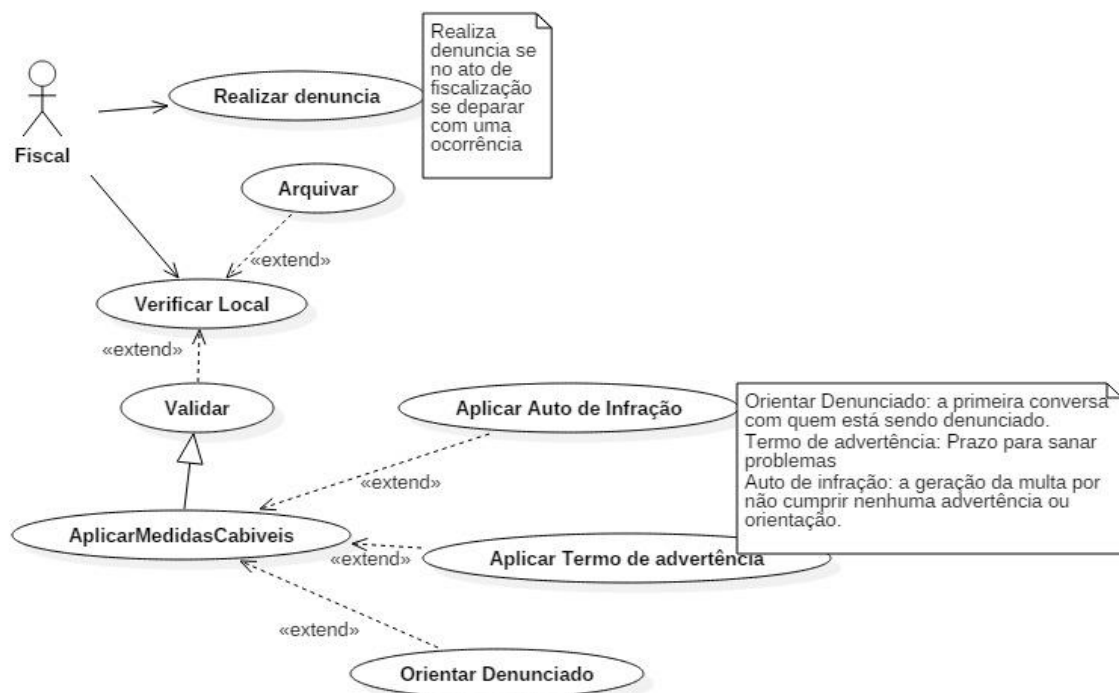 Realiza
denuncia se
no ato de
fiscalização
se deparar
com uma
ocorrência
Realizar denuncia
Fiscal
Arquivar
«extend»
Verificar Local
«extend»
Validar
Aplicar Auto de Infração
Orientar Denunciado: a primeira conversa
com quem está sendo denunciado.
Termo de advertência: Prazo para sanar
problemas
Auto de infração: a geração da multa por
não cumprir nenhuma advertência ou
orientação.
«extend»
AplicarMedidasCabiveis
«extend»
Aplicar Termo de advertência
«extend»
Orientar Denunciado